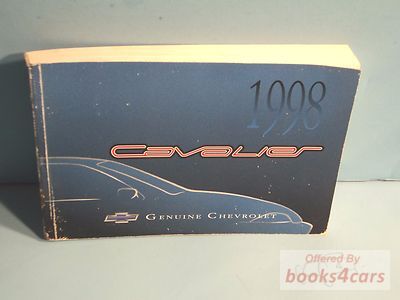 1998
Cavalier
GENUINE CHEVROLET
Offered By
books4cars